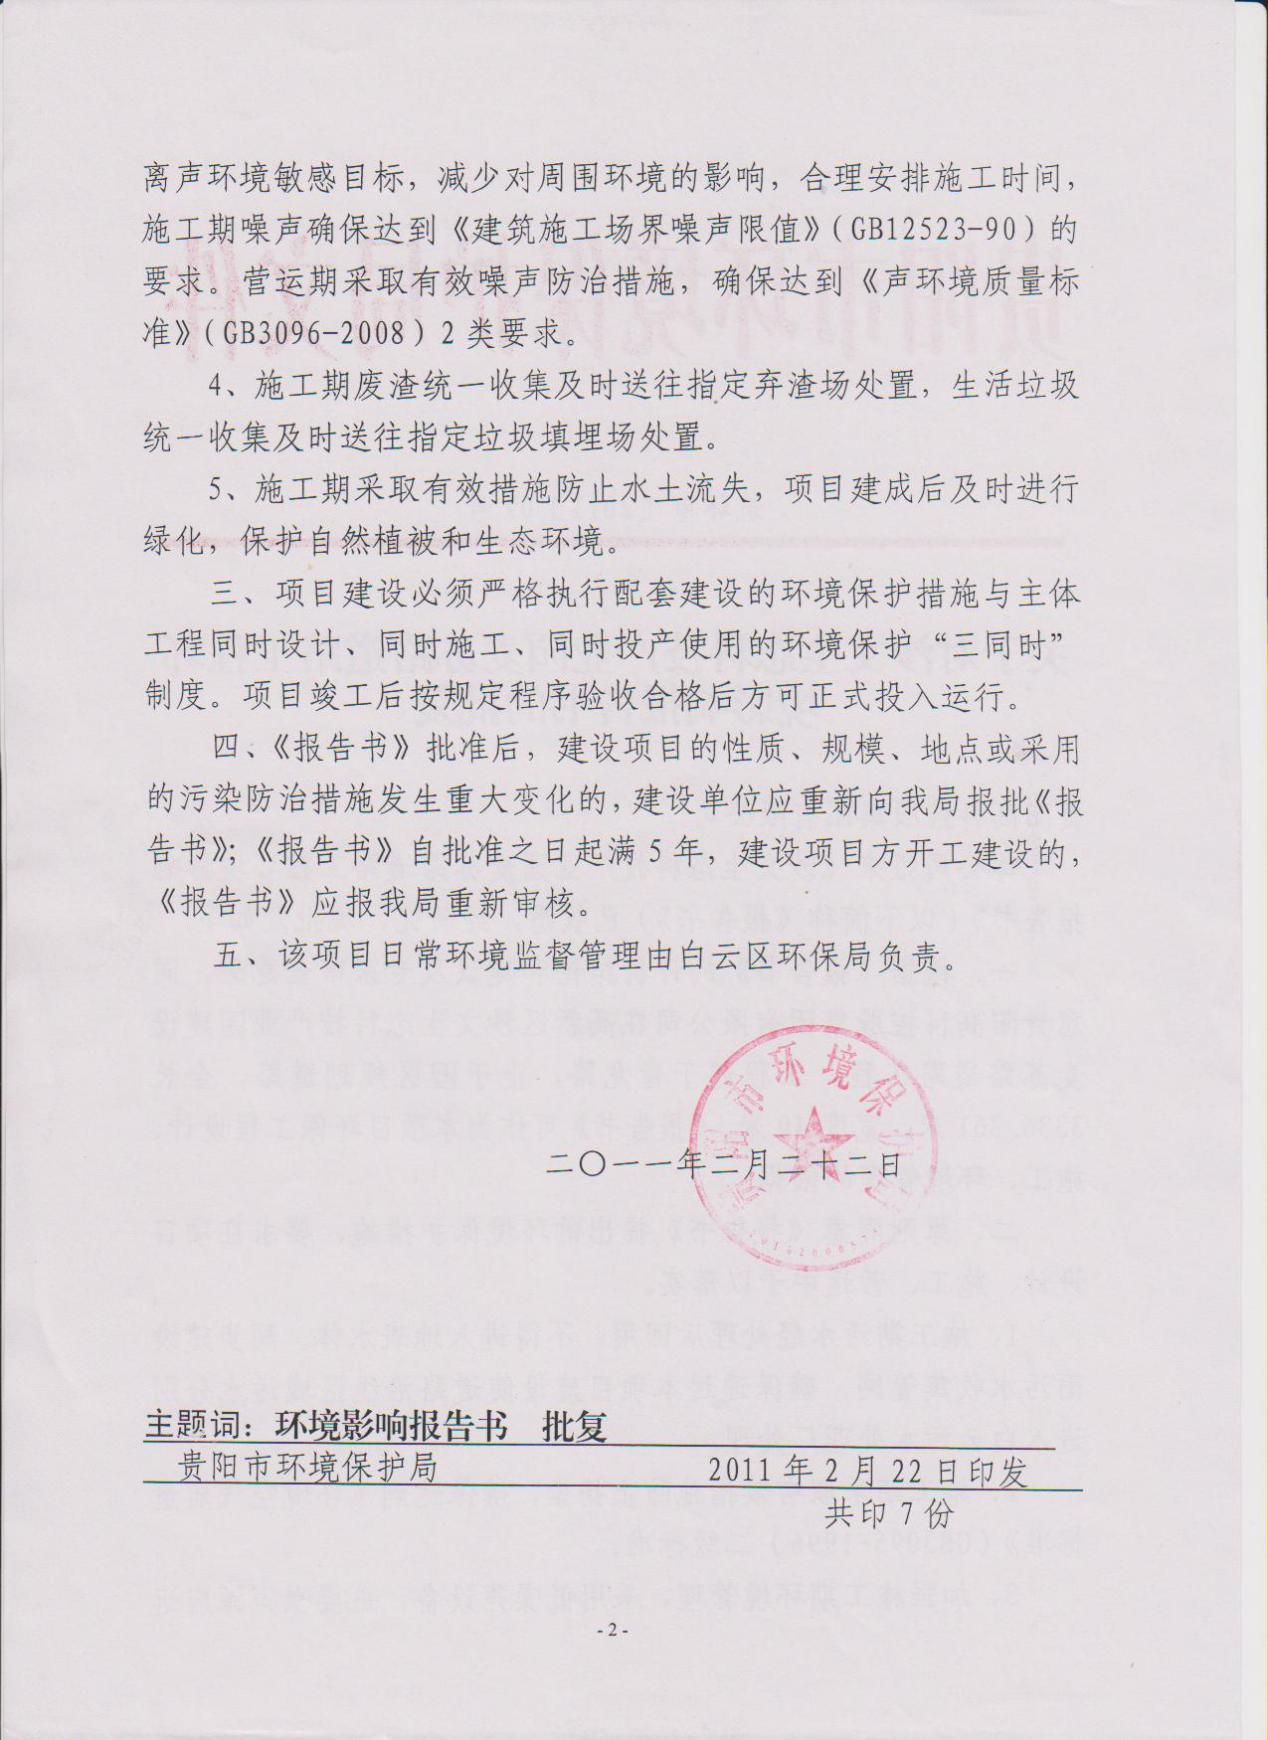 离声环境敏感目标，减少对周围环境的影响，合理安排施工时间，
施工期噪声确保达到《建筑施工场界噪声限值》（GB12523-90）的
要求。营运期采取有效噪声防治措施，确保达到《声环境质量标
准》（GB3096-2008）2 类要求。
4、施工期废渣统一收集及时送往指定弃渣场处置，生活垃圾
统一收集及时送往指定垃圾填埋场处置。
5、施工期采取有效措施防止水土流失，项目建成后及时进行
绿化，保护自然植被和生态环境。
三、项目建设必须严格执行配套建设的环境保护措施与主体
工程同时设计、同时施工、同时投产使用的环境保护“三同时”
制度。项目竣工后按规定程序验收合格后方可正式投入运行。
四、《报告书》批准后，建设项目的性质、规模、地点或采用
的污染防治措施发生重大变化的，建设单位应重新向我局报批《报
告书》；《报告书》自批准之日起满 5 年，建设项目方开工建设的，
《报告书》应报我局重新审核。
五、该项目日常环境监督管理由白云区环保局负责。
贵阳市环境保护局
二〇一一年二月二十二日
主题词：环境影响报告书 批复
贵阳市环境保护局 2011 年 2 月 22 日印发
共印 7 份
- 2 -